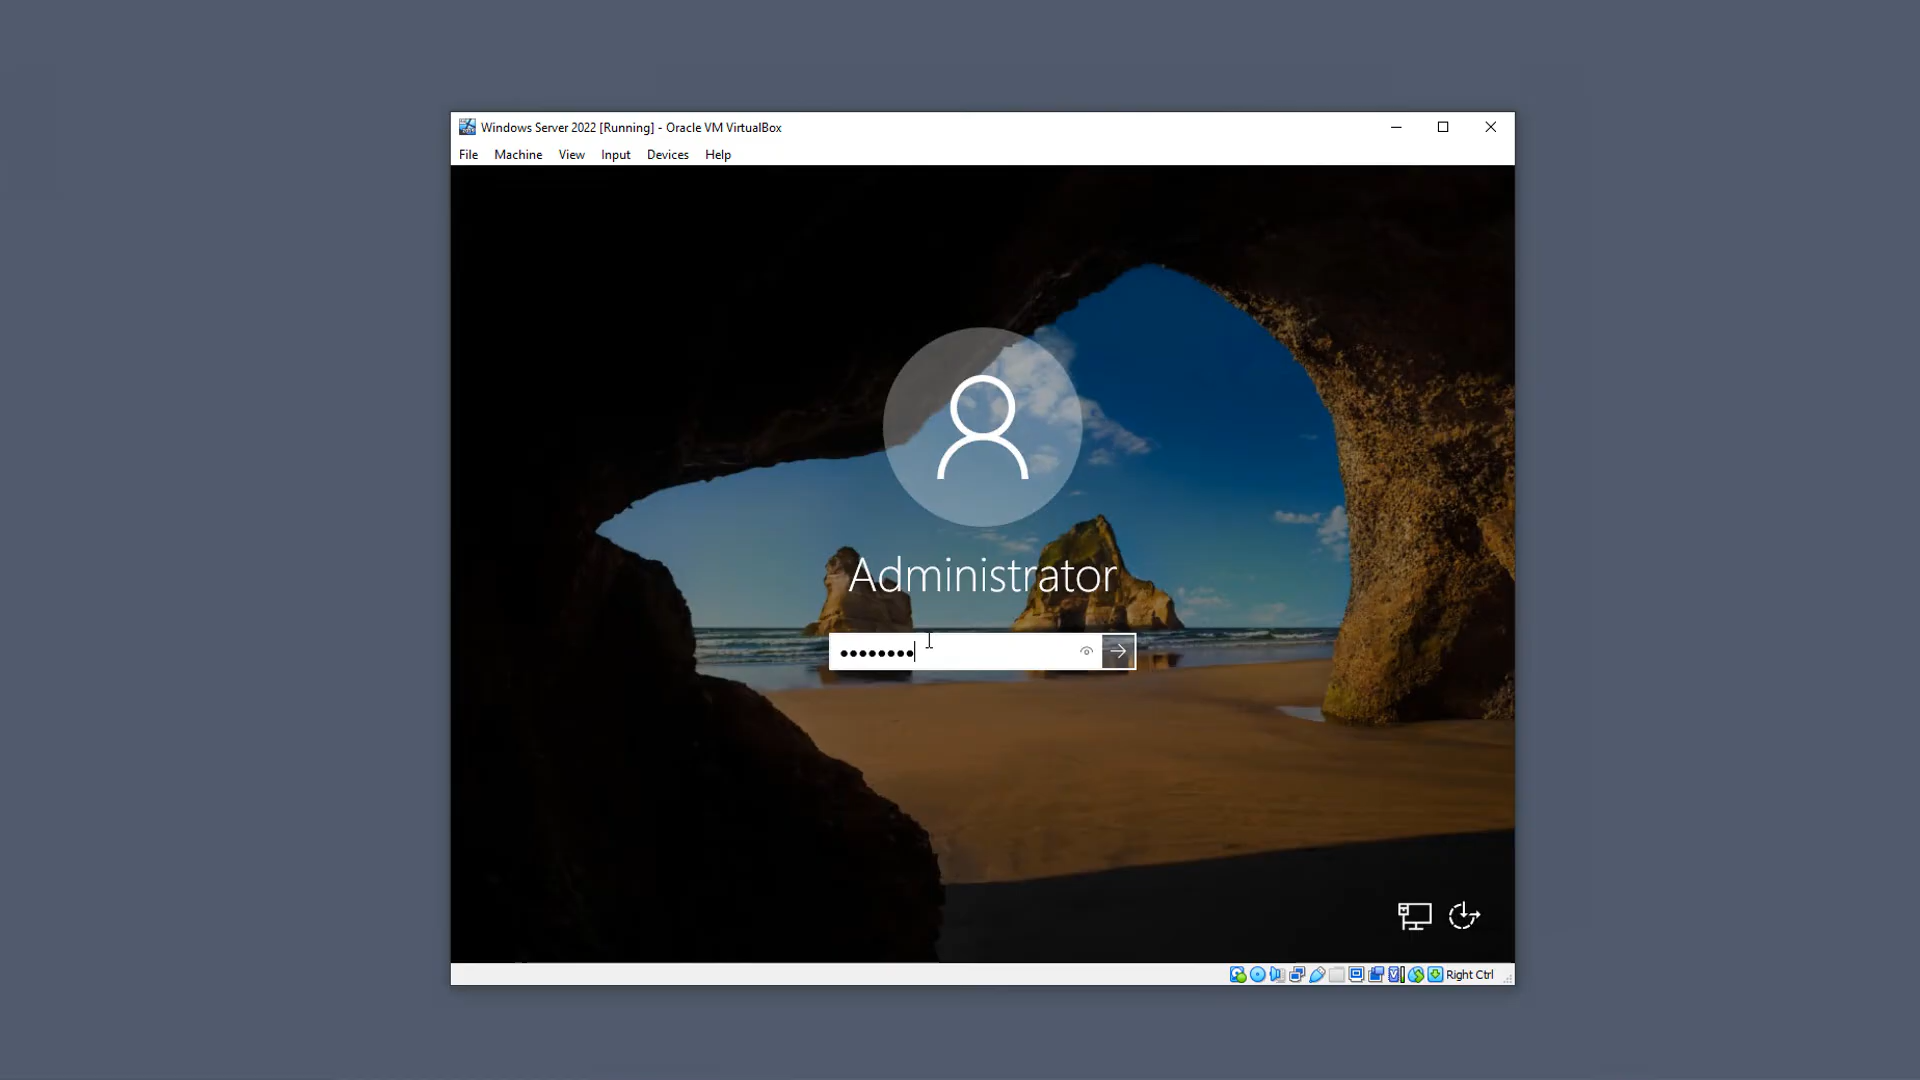 Windows Server 2022 [Running] - Oracle VM VirtualBox
File Machine View Input Devices Help
Administrator
••••••••
Right Ctrl